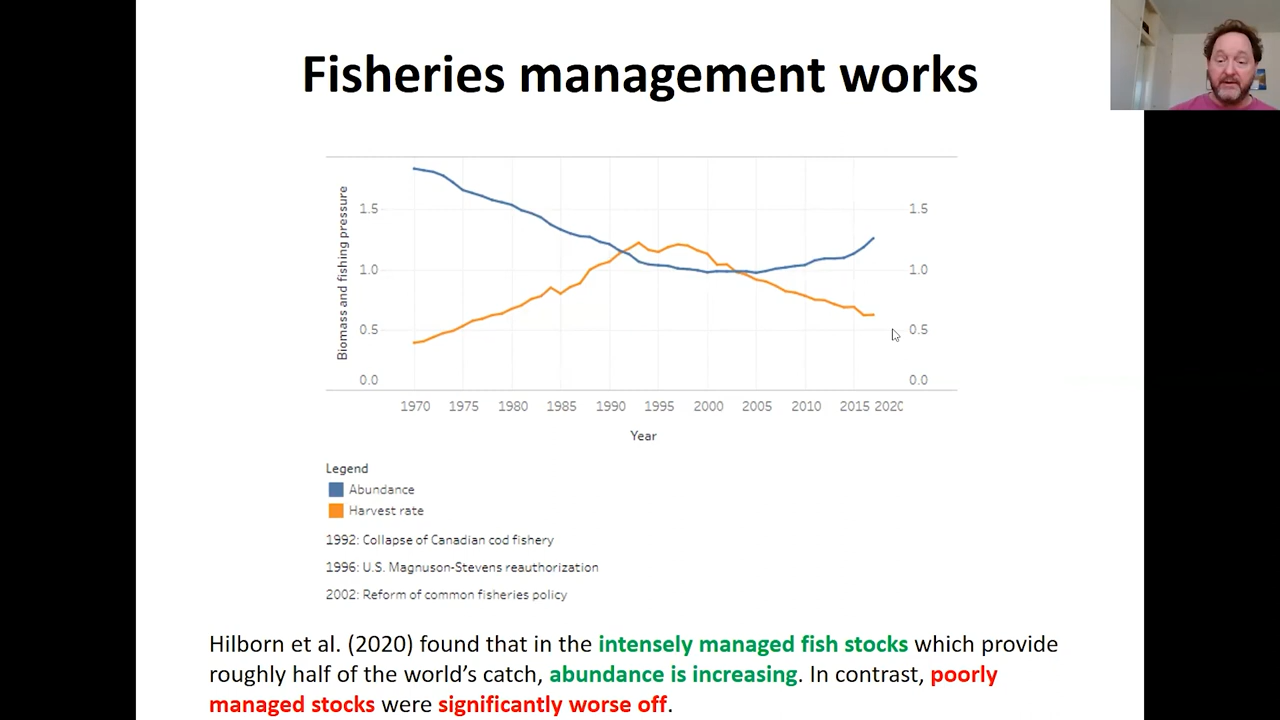 Fisheries management works
Biomass and fishing pressure
1.5
1.0
0.5
0.0
1.5
1.0
0.5
0.0
1970 1975 1980 1985 1990 1995 2000 2005 2010 2015 2020
Year
Legend
Abundance
Harvest rate
1992: Collapse of Canadian cod fishery
1996: U.S. Magnuson-Stevens reauthorization
2002: Reform of common fisheries policy
Hilborn et al. (2020) found that in the intensely managed fish stocks which provide
roughly half of the world’s catch, abundance is increasing. In contrast, poorly
managed stocks were significantly worse off.